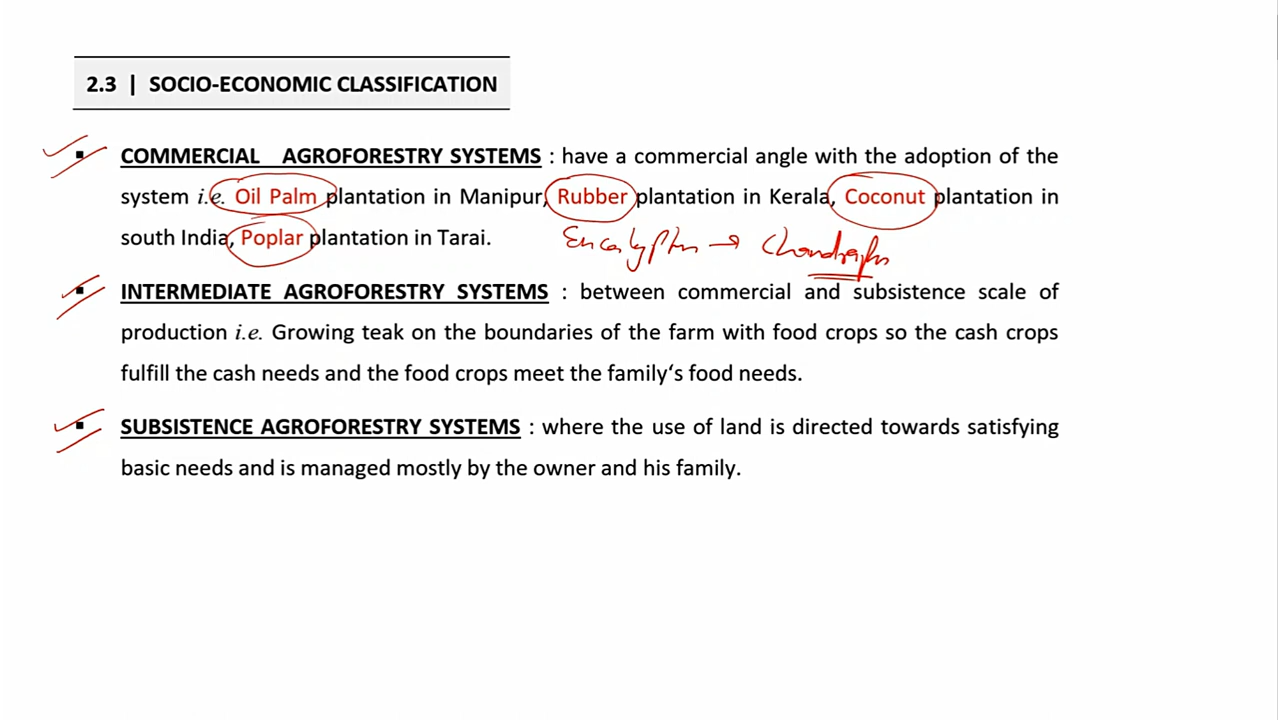 2.3 | SOCIO-ECONOMIC CLASSIFICATION
▪ COMMERCIAL AGROFORESTRY SYSTEMS : have a commercial angle with the adoption of the
system i.e. Oil Palm plantation in Manipur, Rubber plantation in Kerala, Coconut plantation in
south India, Poplar plantation in Tarai.
Eucalyptus →
▪ INTERMEDIATE AGROFORESTRY SYSTEMS : between commercial and subsistence scale of
production i.e. Growing teak on the boundaries of the farm with food crops so the cash crops
fulfill the cash needs and the food crops meet the family‘s food needs.
▪ SUBSISTENCE AGROFORESTRY SYSTEMS : where the use of land is directed towards satisfying
basic needs and is managed mostly by the owner and his family.